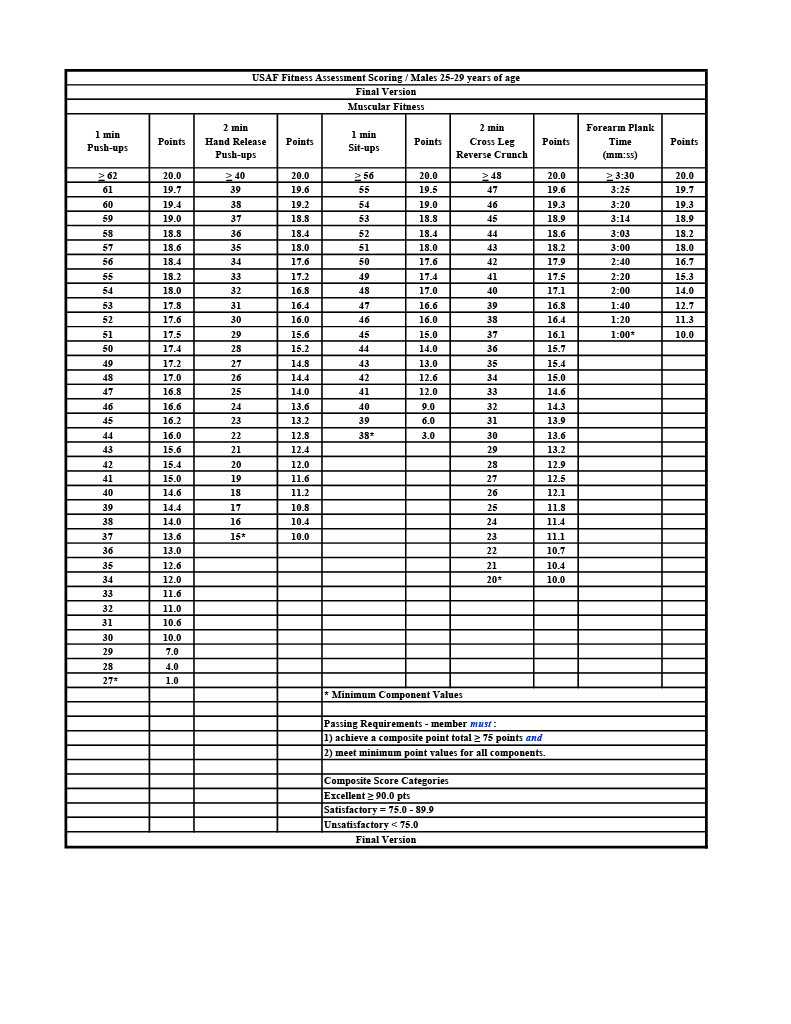 USAF Fitness Assessment Scoring / Males 25-29 years of age
Final Version
Muscular Fitness
1 min Push-ups Points 2 min Hand Release Push-ups Points 1 min Sit-ups Points 2 min Cross Leg Reverse Crunch Points Forearm Plank Time (mm:ss) Points
≥ 62 20.0 ≥ 40 20.0 ≥ 56 20.0 ≥ 48 20.0 ≥ 3:30 20.0
61 19.7 39 19.6 55 19.5 47 19.6 3:25 19.7
60 19.4 38 19.2 54 19.0 46 19.3 3:20 19.3
59 19.0 37 18.8 53 18.8 45 18.9 3:14 18.9
58 18.8 36 18.4 52 18.4 44 18.6 3:03 18.2
57 18.6 35 18.0 51 18.0 43 18.2 3:00 18.0
56 18.4 34 17.6 50 17.6 42 17.9 2:40 16.7
55 18.2 33 17.2 49 17.4 41 17.5 2:20 15.3
54 18.0 32 16.8 48 17.0 40 17.1 2:00 14.0
53 17.8 31 16.4 47 16.6 39 16.8 1:40 12.7
52 17.6 30 16.0 46 16.0 38 16.4 1:20 11.3
51 17.5 29 15.6 45 15.0 37 16.1 1:00* 10.0
50 17.4 28 15.2 44 14.0 36 15.7
49 17.2 27 14.8 43 13.0 35 15.4
48 17.0 26 14.4 42 12.6 34 15.0
47 16.8 25 14.0 41 12.0 33 14.6
46 16.6 24 13.6 40 9.0 32 14.3
45 16.2 23 13.2 39 6.0 31 13.9
44 16.0 22 12.8 38* 3.0 30 13.6
43 15.6 21 12.4 29 13.2
42 15.4 20 12.0 28 12.9
41 15.0 19 11.6 27 12.5
40 14.6 18 11.2 26 12.1
39 14.4 17 10.8 25 11.8
38 14.0 16 10.4 24 11.4
37 13.6 15* 10.0 23 11.1
36 13.0 22 10.7
35 12.6 21 10.4
34 12.0 20* 10.0
33 11.6
32 11.0
31 10.6
30 10.0
29 7.0
28 4.0
27* 1.0
* Minimum Component Values
Passing Requirements - member must :
1) achieve a composite point total ≥ 75 points and
2) meet minimum point values for all components.
Composite Score Categories
Excellent ≥ 90.0 pts
Satisfactory = 75.0 - 89.9
Unsatisfactory < 75.0
Final Version